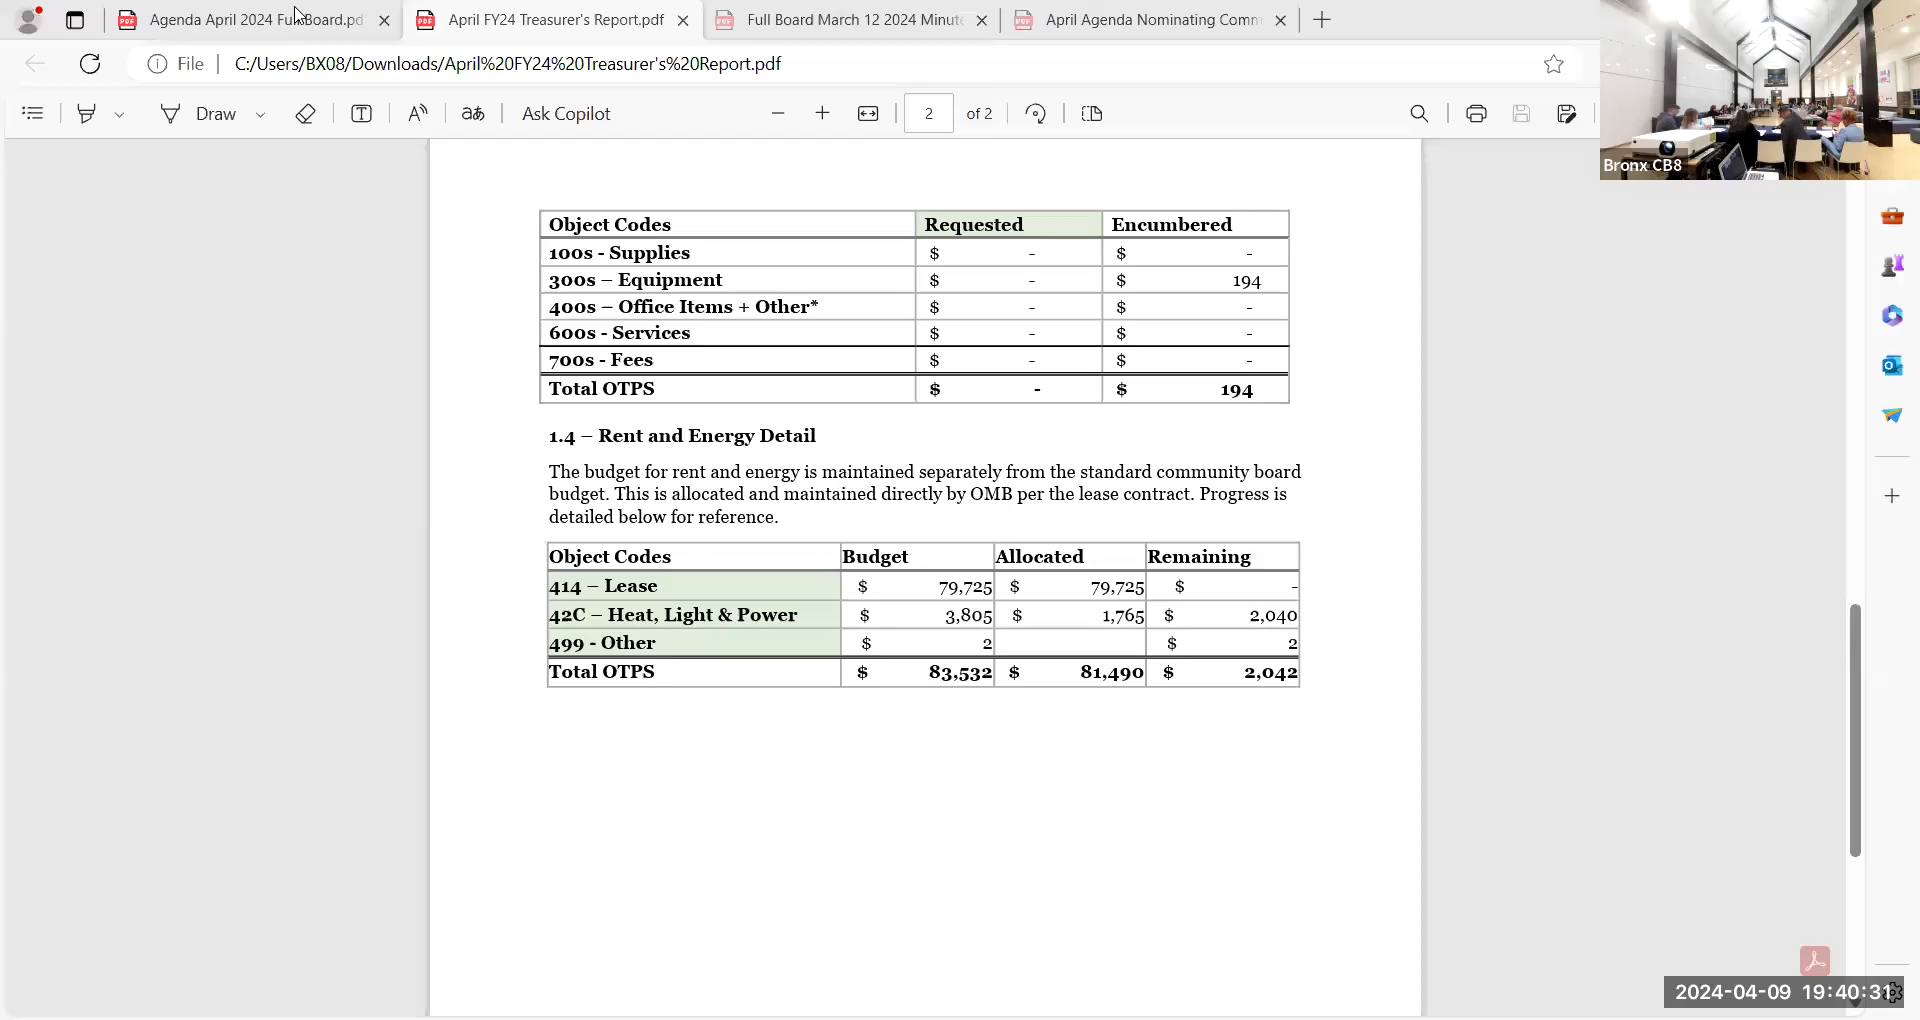 Agenda April 2024 Full Board.pdf
April FY24 Treasurer's Report.pdf
Full Board March 12 2024 Minute
April Agenda Nominating Comm
File
C:/Users/BX08/Downloads/April%20FY24%20Treasurer's%20Report.pdf
Draw
Ask Copilot
2 of 2
Bronx CB8
Object Codes Requested Encumbered
100s - Supplies $ - $ -
300s – Equipment $ - $ 194
400s – Office Items + Other* $ - $ -
600s - Services $ - $ -
700s - Fees $ - $ -
Total OTPS $ - $ 194
1.4 – Rent and Energy Detail
The budget for rent and energy is maintained separately from the standard community board
budget. This is allocated and maintained directly by OMB per the lease contract. Progress is
detailed below for reference.
Object Codes Budget Allocated Remaining
414 – Lease $ 79,725 $ 79,725 $ -
42C – Heat, Light & Power $ 3,805 $ 1,765 $ 2,040
499 - Other $ 2 $ 2
Total OTPS $ 83,532 $ 81,490 $ 2,042
2024-04-09 19:40:31